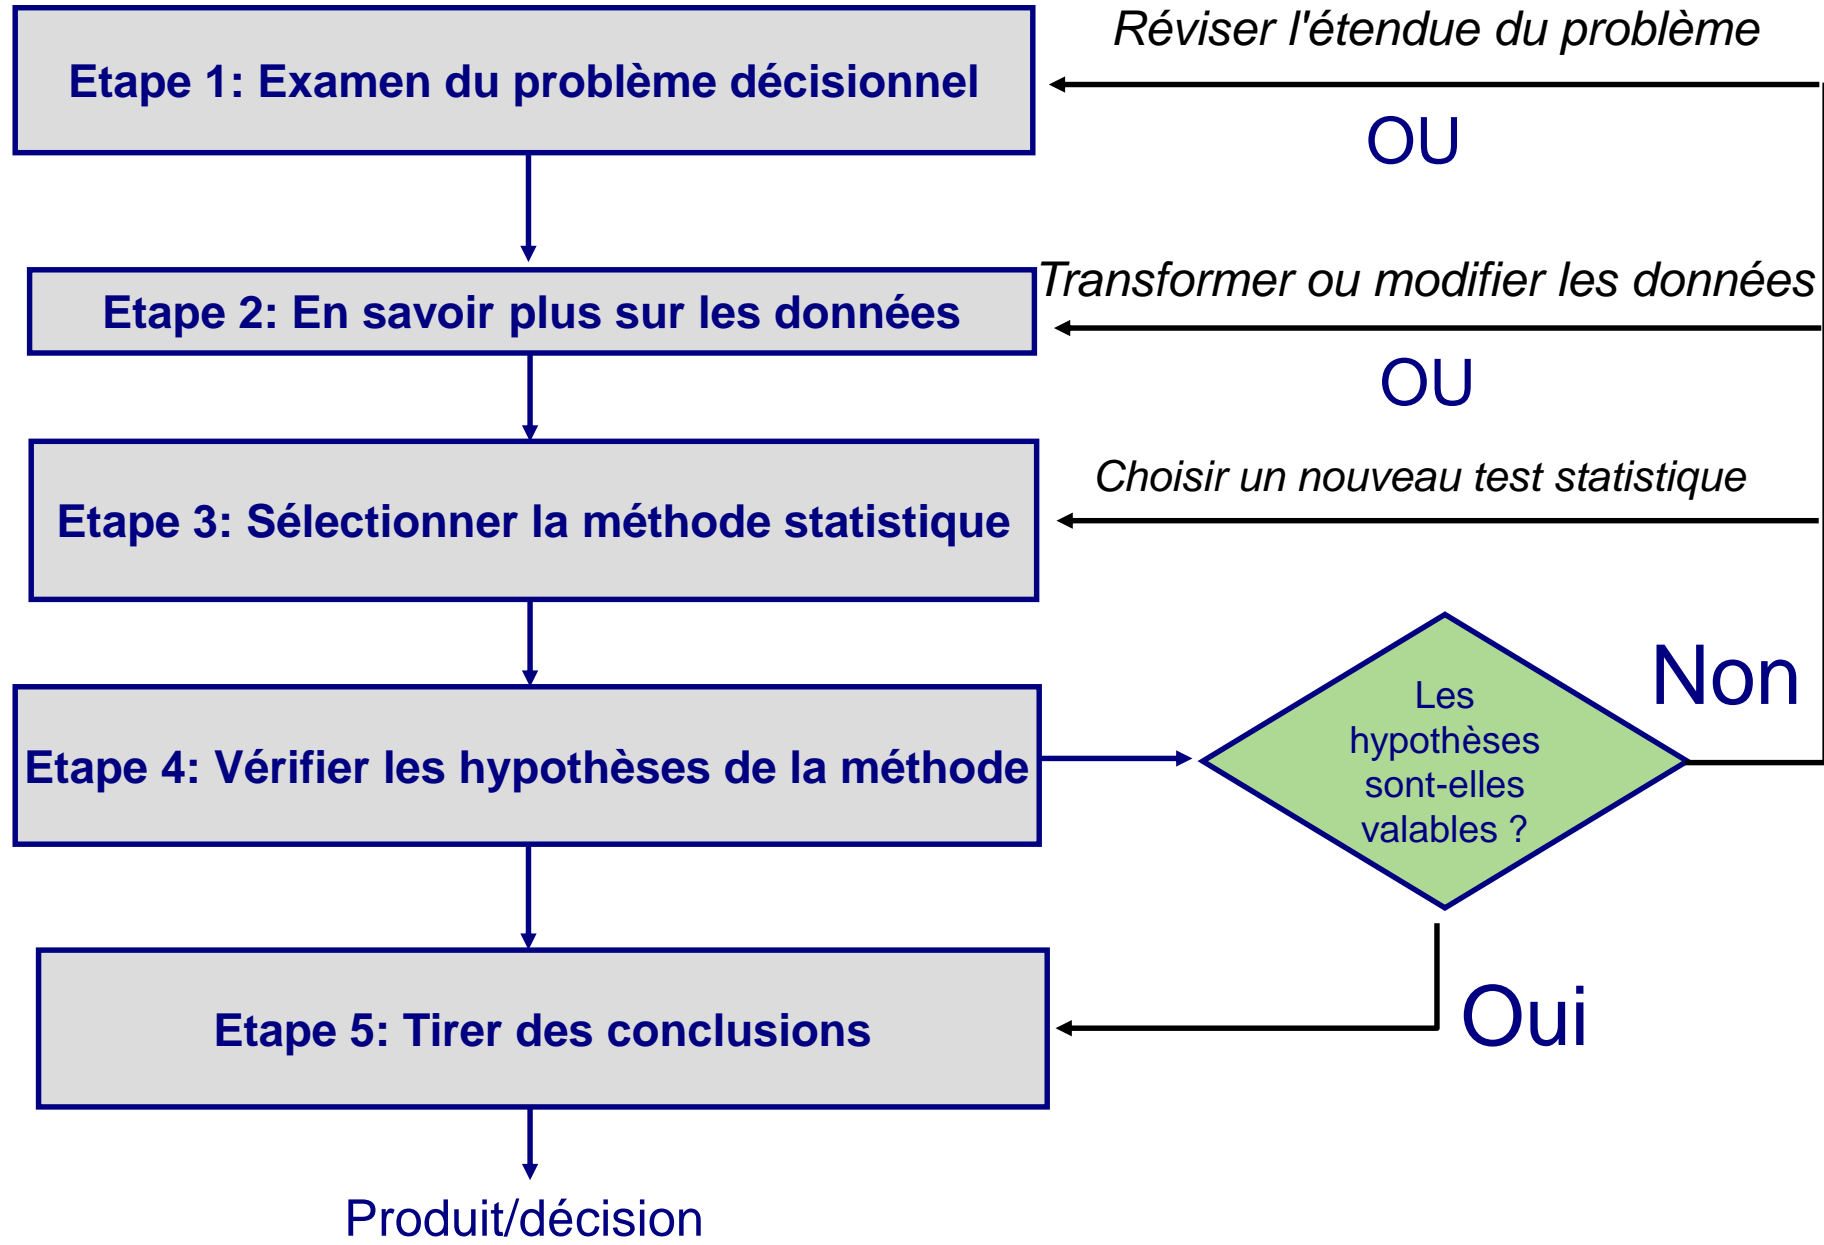 Réviser l'étendue du problème
Etape 1: Examen du problème décisionnel
OU
Transformer ou modifier les données
Etape 2: En savoir plus sur les données
OU
Choisir un nouveau test statistique
Etape 3: Sélectionner la méthode statistique
Non
Les
hypothèses
sont-elles
valables ?
Etape 4: Vérifier les hypothèses de la méthode
Oui
Etape 5: Tirer des conclusions
Produit/décision